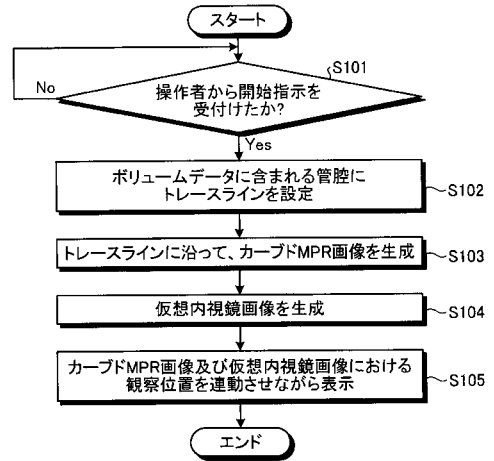 スタート
S101
操作者から開始指示を
受付けたか?
No
Yes
ボリュームデータに含まれる管腔に
トレースラインを設定
S102
トレースラインに沿って、カーブドMPR画像を生成
S103
仮想内視鏡画像を生成
S104
カーブドMPR画像及び仮想内視鏡画像における
観察位置を連動させながら表示
S105
エンド